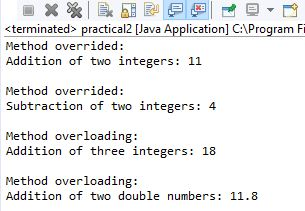 <terminated> practical2 [Java Application] C:\Program Fi
Method overrided:
Addition of two integers: 11
Method overrided:
Subtraction of two integers: 4
Method overloading:
Addition of three integers: 18
Method overloading:
Addition of two double numbers: 11.8